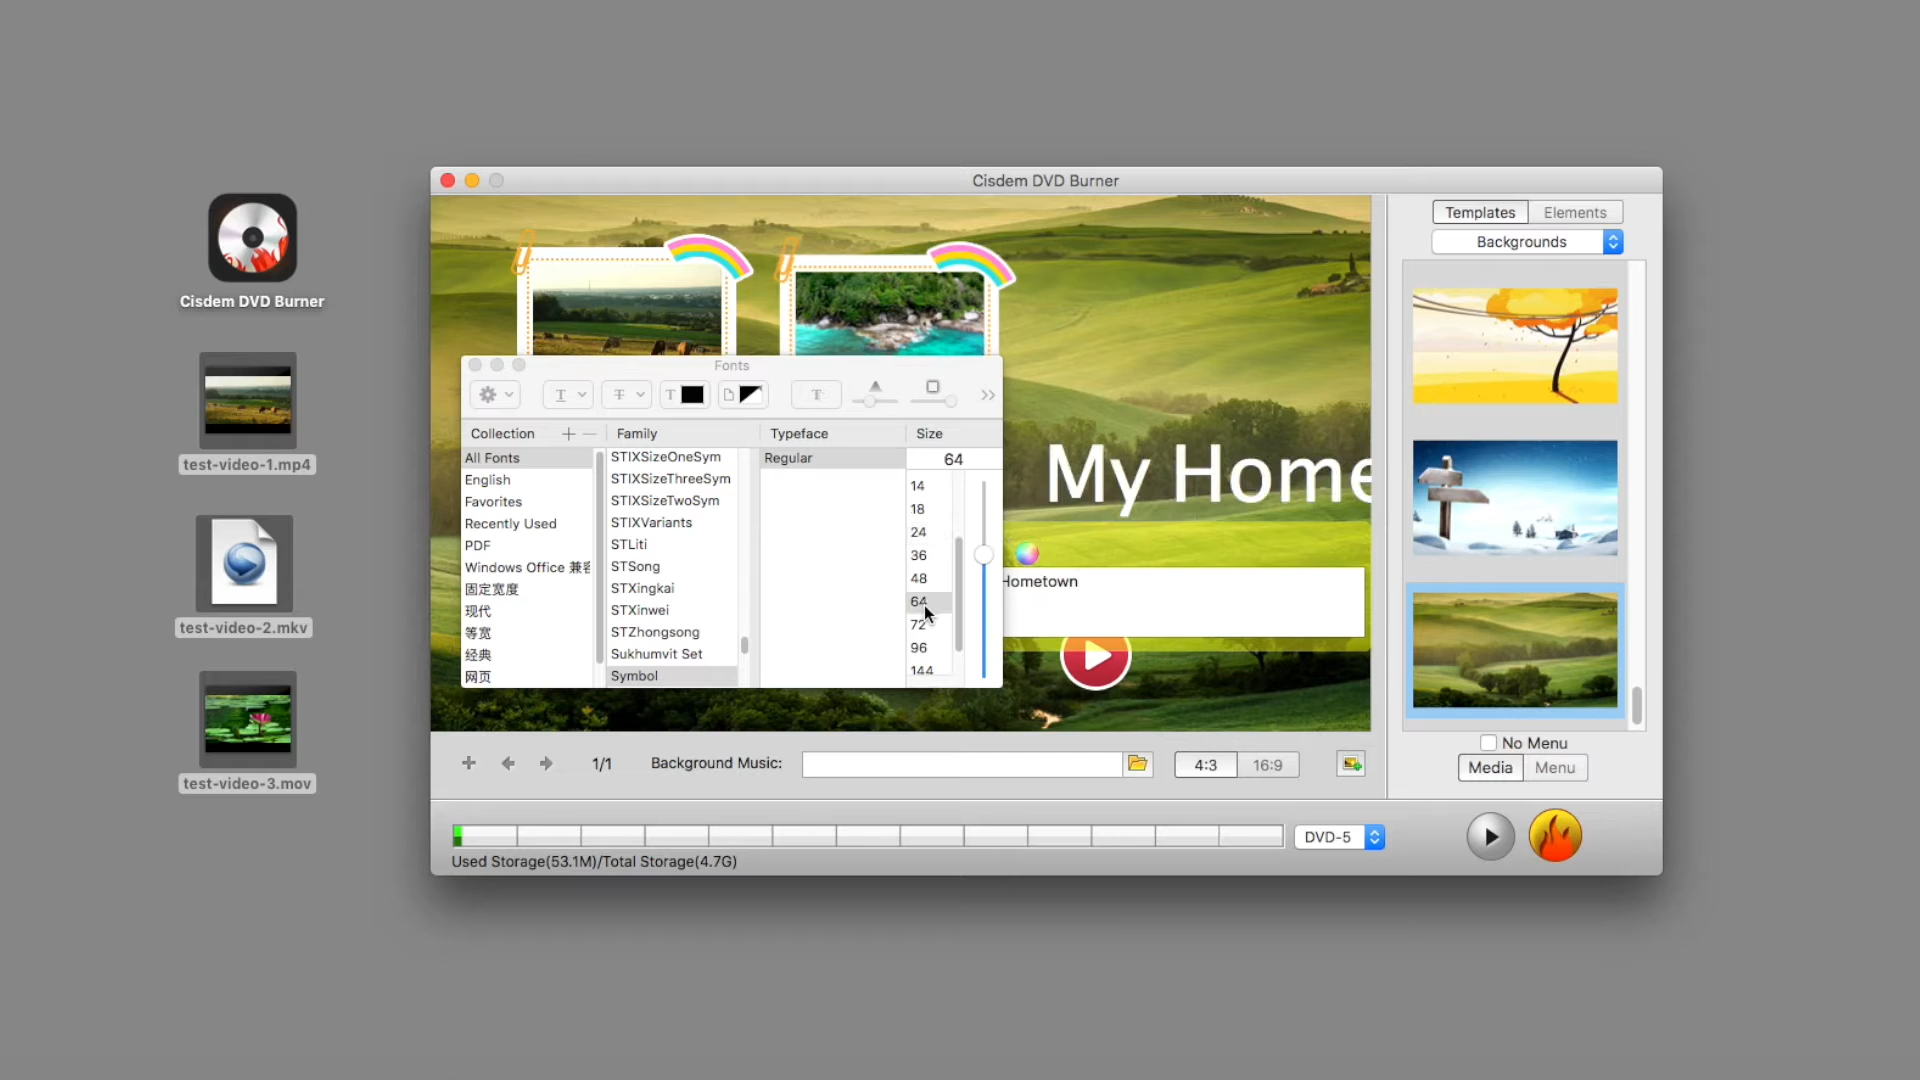 Cisdem DVD Burner
Cisdem DVD Burner
test-video-1.mp4
test-video-2.mkv
test-video-3.mov
Templates
Elements
Backgrounds
Fonts
T
T
T
T
Collection
Family
Typeface
Size
All Fonts
English
Favorites
Recently Used
PDF
Windows Office 兼容
固定宽度
现代
等宽
经典
网页
STIXSizeOneSym
STIXSizeThreeSym
STIXSizeTwoSym
STIXVariants
STLiti
STSong
STXingkai
STXinwei
STZhongsong
Sukhumvit Set
Symbol
Regular
64
14
18
24
36
48
64
72
96
144
My Home
Hometown
No Menu
Media
Menu
1/1
Background Music:
4:3
16:9
DVD-5
Used Storage(53.1M)/Total Storage(4.7G)